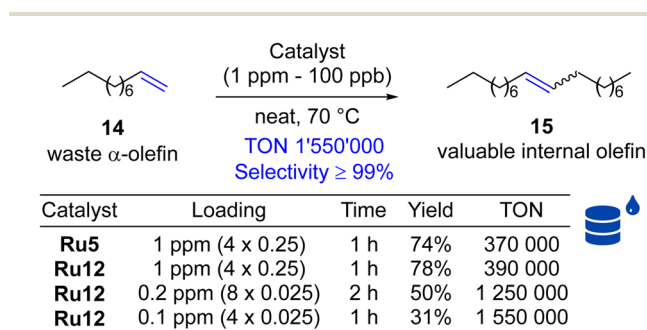 Catalyst
(1 ppm - 100 ppb)
neat, 70 °C
TON 1'550'000
Selectivity ≥ 99%
( )6
14
waste α-olefin
( )6 ( )6
15
valuable internal olefin
Catalyst Loading Time Yield TON
Ru5 1 ppm (4 x 0.25) 1 h 74% 370 000
Ru12 1 ppm (4 x 0.25) 1 h 78% 390 000
Ru12 0.2 ppm (8 x 0.025) 2 h 50% 1 250 000
Ru12 0.1 ppm (4 x 0.025) 1 h 31% 1 550 000